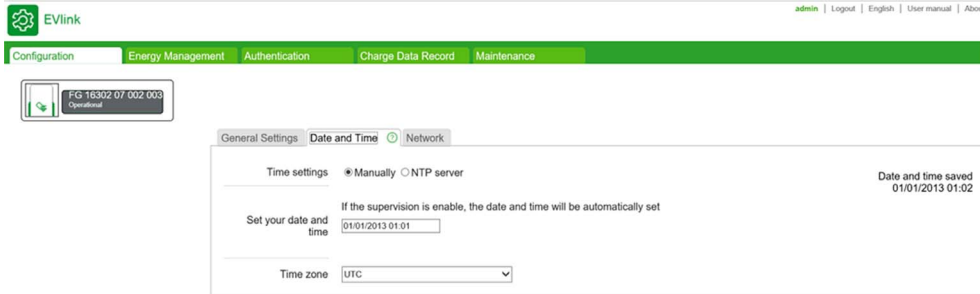 admin | Logout | English | User manual |
EVlink
Configuration Energy Management Authentication Charge Data Record Maintenance
FG 16302 07 002 003
Operational
General Settings Date and Time ? Network
Time settings Manually NTP server
Date and time saved
01/01/2013 01:02
If the supervision is enable, the date and time will be automatically set
Set your date and
time
01/01/2013 01:01
Time zone UTC